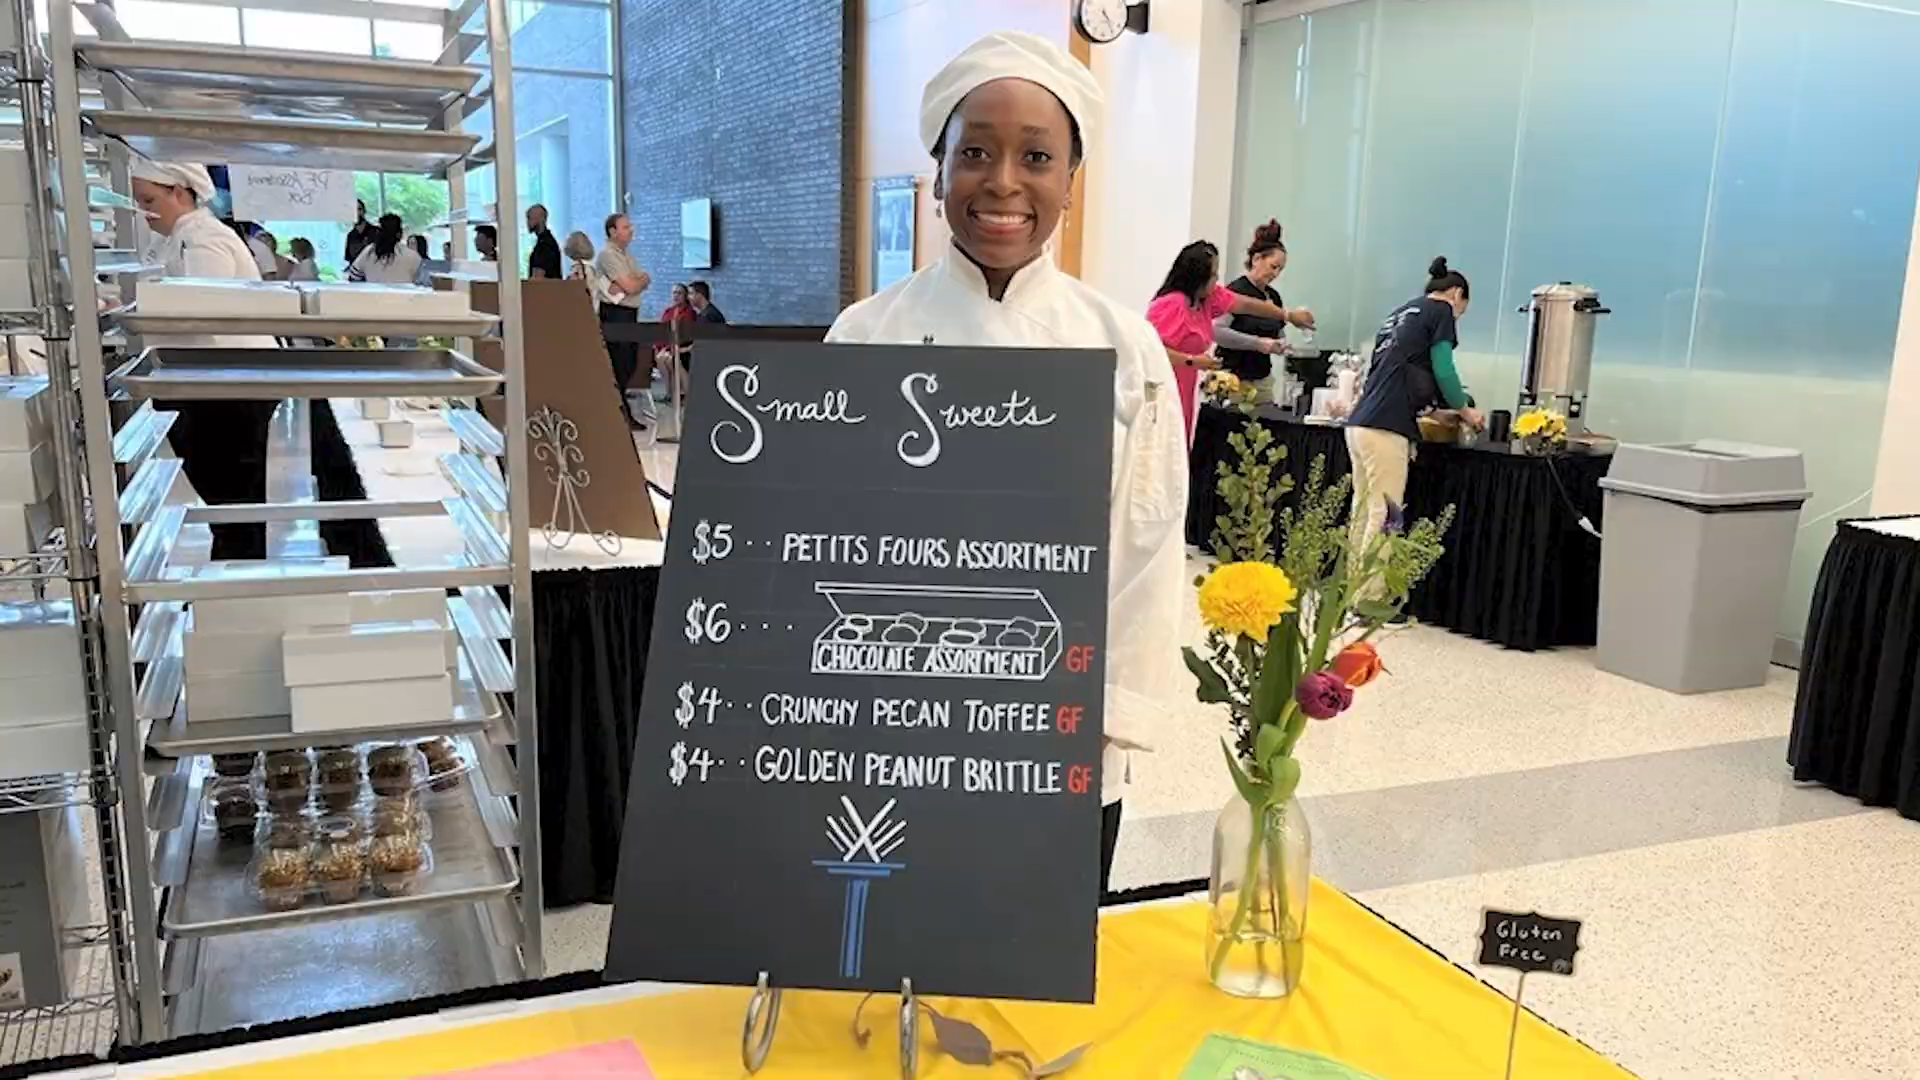 Small Sweets
$5 ·· PETITS FOURS ASSORTMENT
$6 ··· CHOCOLATE ASSORTMENT GF
$4 ·· CRUNCHY PECAN TOFFEE GF
$4 ·· GOLDEN PEANUT BRITTLE GF
Gluten
Free